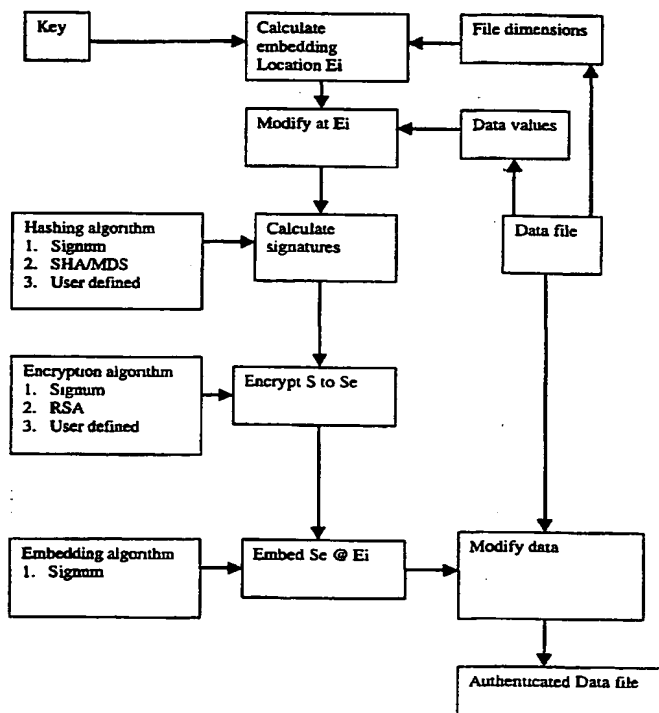 Key
Calculate
embedding
Location Ei
File dimensions
Modify at Ei
Data values
Hashing algorithm
1. Signum
2. SHA/MDS
3. User defined
Calculate
signatures
Data file
Encryption algorithm
1. Signum
2. RSA
3. User defined
Encrypt S to Se
Embedding algorithm
1. Signum
Embed Se @ Ei
Modify data
Authenticated Data file